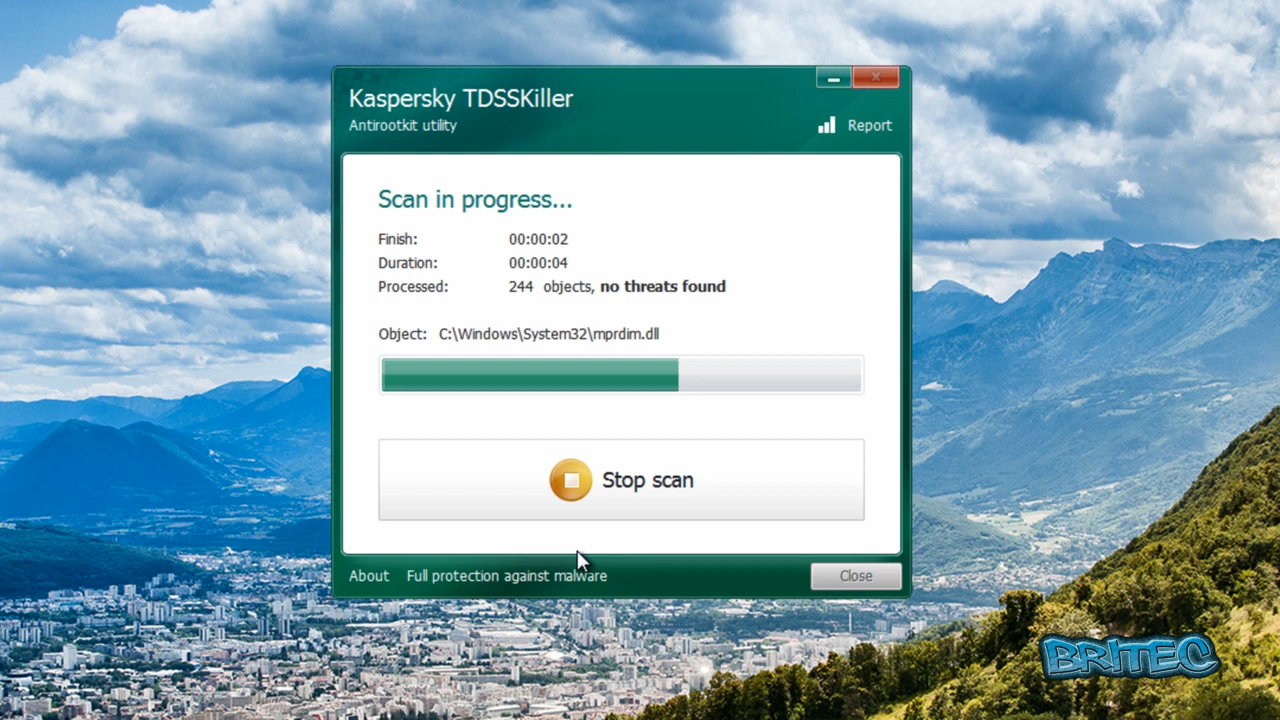 Kaspersky TDSSKiller
Antirootkit utility
Report
Scan in progress...
Finish: 00:00:02
Duration: 00:00:04
Processed: 244 objects, no threats found
Object: C:\Windows\System32\mprdim.dll
Stop scan
About Full protection against malware Close
BRITEC